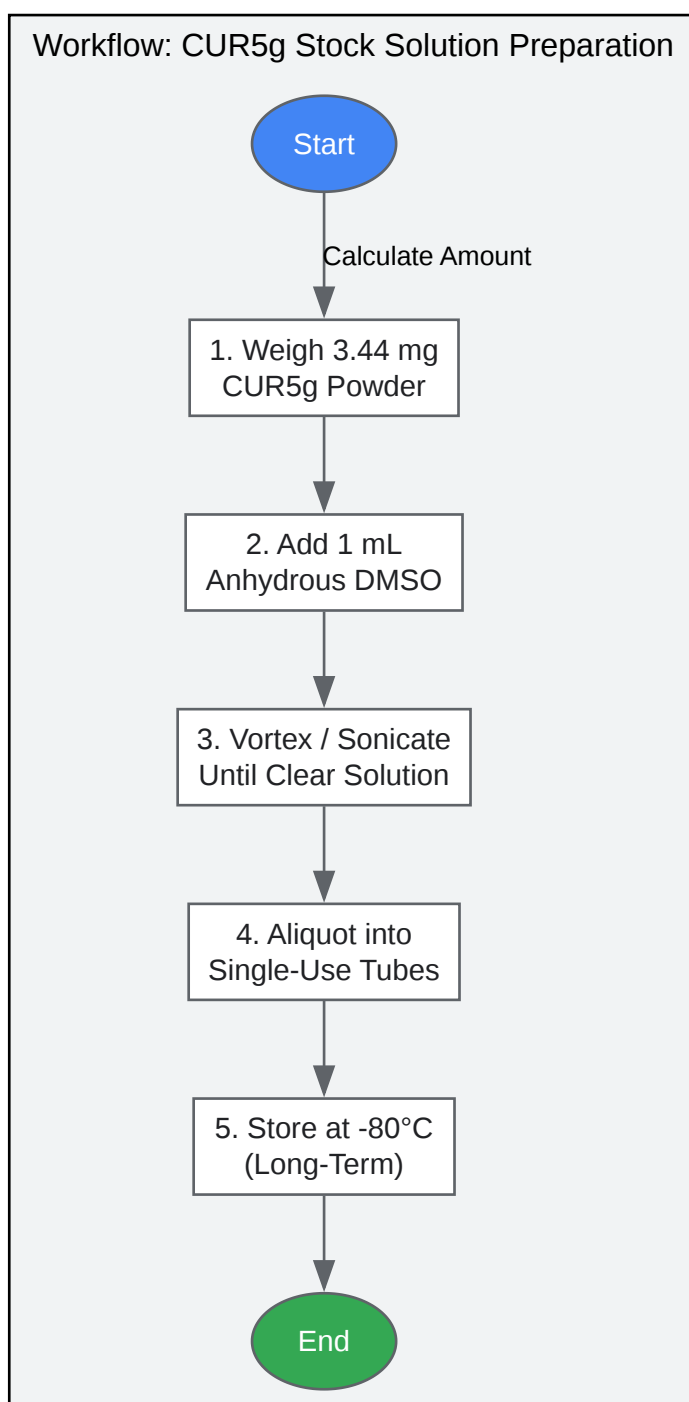 Workflow: CUR5g Stock Solution Preparation
Start
Calculate Amount
1. Weigh 3.44 mg
CUR5g Powder
2. Add 1 mL
Anhydrous DMSO
3. Vortex / Sonicate
Until Clear Solution
4. Aliquot into
Single-Use Tubes
5. Store at -80°C
(Long-Term)
End